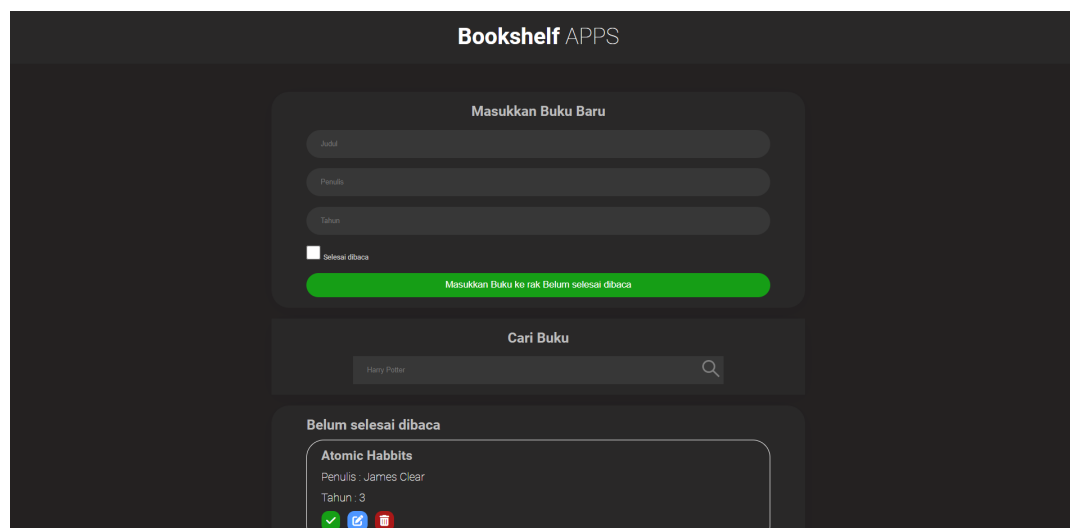 Bookshelf APPS
Masukkan Buku Baru
Judul
Penulis
Tahun
Selesai dibaca
Masukkan Buku ke rak Belum selesai dibaca
Cari Buku
Harry Potter
Belum selesai dibaca
Atomic Habbits
Penulis : James Clear
Tahun : 3